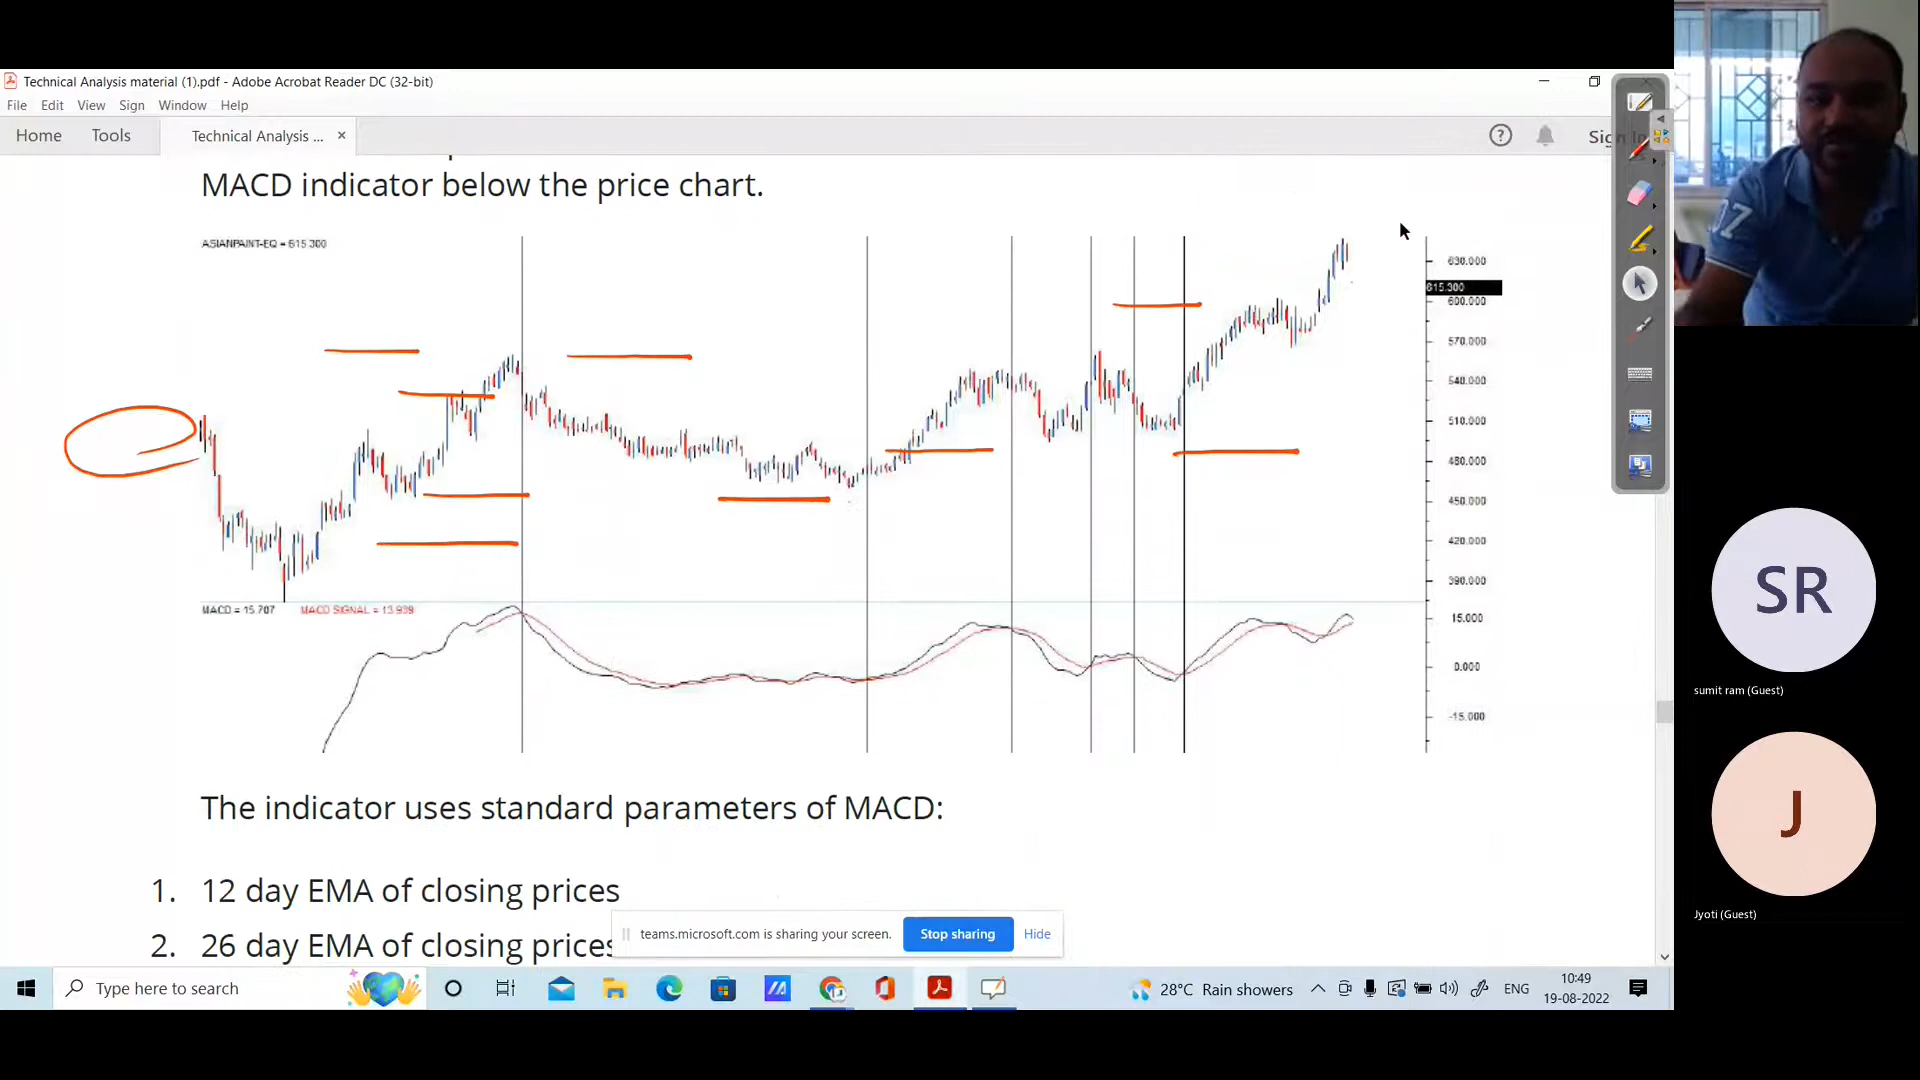 Technical Analysis material (1).pdf - Adobe Acrobat Reader DC (32-bit)
File Edit View Sign Window Help
Home Tools Technical Analysis ... × Sign In
MACD indicator below the price chart.
ASIANPAINT-EQ = 615.300
630.000
615.300
600.000
570.000
540.000
510.000
480.000
450.000
420.000
390.000
MACD = 15.707 MACD SIGNAL = 13.939
15.000
0.000
-15.000
The indicator uses standard parameters of MACD:
1. 12 day EMA of closing prices
2. 26 day EMA of closing prices
teams.microsoft.com is sharing your screen. Stop sharing Hide
Type here to search
28°C Rain showers ENG 10:49
19-08-2022
17
SR
sumit ram (Guest)
J
Jyoti (Guest)